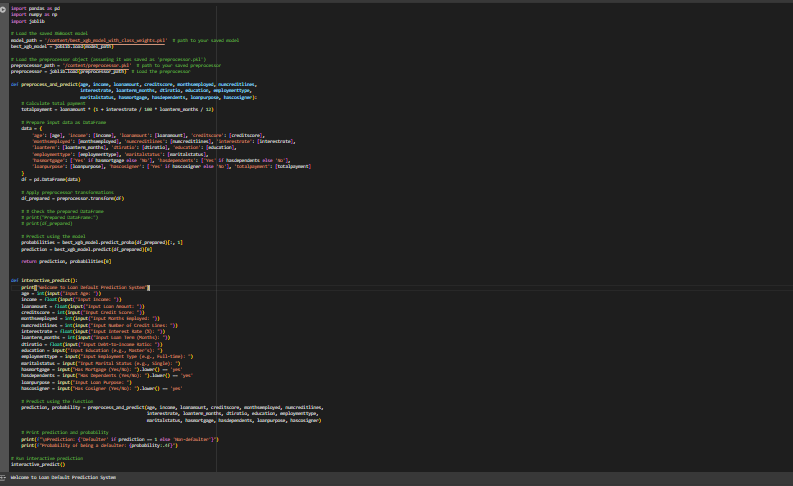 import pandas as pd
import numpy as np
import joblib
# Load the saved XGBoost model
model_path = '/content/best_xgb_model_with_class_weights.pkl'  # path to your saved model
best_xgb_model = joblib.load(model_path)
# Load the preprocessor object (assuming it was saved as 'preprocessor.pkl')
preprocessor_path = '/content/preprocessor.pkl'  # path to your saved preprocessor
preprocessor = joblib.load(preprocessor_path)  # Load the preprocessor
def preprocess_and_predict(age, income, loanamount, creditscore, monthsemployed, numcreditlines,
interestrate, loanterm_months, dtiratio, education, employmenttype,
maritalstatus, hasmortgage, hasdependents, loanpurpose, hascosigner):
# Calculate total payment
totalpayment = loanamount * (1 + interestrate / 100 * loanterm_months / 12)
# Prepare input data as DataFrame
data = {
'age': [age], 'income': [income], 'loanamount': [loanamount], 'creditscore': [creditscore],
'monthsemployed': [monthsemployed], 'numcreditlines': [numcreditlines], 'interestrate': [interestrate],
'loanterm': [loanterm_months], 'dtiratio': [dtiratio], 'education': [education],
'employmenttype': [employmenttype], 'maritalstatus': [maritalstatus],
'hasmortgage': ['Yes' if hasmortgage else 'No'], 'hasdependents': ['Yes' if hasdependents else 'No'],
'loanpurpose': [loanpurpose], 'hascosigner': ['Yes' if hascosigner else 'No'], 'totalpayment': [totalpayment]
}
df = pd.DataFrame(data)
# Apply preprocessor transformations
df_prepared = preprocessor.transform(df)
# # Check the prepared DataFrame
# print("Prepared DataFrame:")
# print(df_prepared)
# Predict using the model
probabilities = best_xgb_model.predict_proba(df_prepared)[:, 1]
prediction = best_xgb_model.predict(df_prepared)[0]
return prediction, probabilities[0]
def interactive_predict():
print("Welcome to Loan Default Prediction System")
age = int(input("Input Age: "))
income = float(input("Input Income: "))
loanamount = float(input("Input Loan Amount: "))
creditscore = int(input("Input Credit Score: "))
monthsemployed = int(input("Input Months Employed: "))
numcreditlines = int(input("Input Number of Credit Lines: "))
interestrate = float(input("Input Interest Rate (%): "))
loanterm_months = int(input("Input Loan Term (Months): "))
dtiratio = float(input("Input Debt-to-Income Ratio: "))
education = input("Input Education (e.g., Master's): ")
employmenttype = input("Input Employment Type (e.g., Full-time): ")
maritalstatus = input("Input Marital Status (e.g., Single): ")
hasmortgage = input("Has Mortgage (Yes/No): ").lower() == 'yes'
hasdependents = input("Has Dependents (Yes/No): ").lower() == 'yes'
loanpurpose = input("Input Loan Purpose: ")
hascosigner = input("Has Cosigner (Yes/No): ").lower() == 'yes'
# Predict using the function
prediction, probability = preprocess_and_predict(age, income, loanamount, creditscore, monthsemployed, numcreditlines,
interestrate, loanterm_months, dtiratio, education, employmenttype,
maritalstatus, hasmortgage, hasdependents, loanpurpose, hascosigner)
# Print prediction and probability
print(f"\nPrediction: {'Defaulter' if prediction == 1 else 'Non-defaulter'}")
print(f"Probability of being a defaulter: {probability:.4f}")
# Run interactive prediction
interactive_predict()
Welcome to Loan Default Prediction System